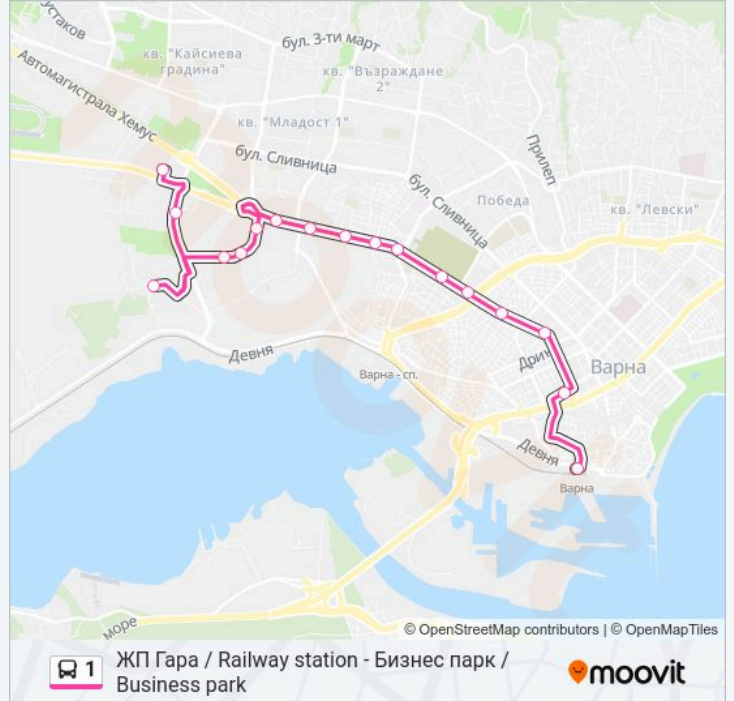 устаков
бул. 3-ти март
кв. "Кайсиева
градина"
кв. "Възраждане
2"
Автомагистрала Хемус
кв. "Младост 1"
бул. Сливница
Прилеп
бул. Сливница
Победа
кв. "Левски"
Девня
Варна - сп.
Дрин
Варна
Девня
Варна
море
© OpenStreetMap contributors | © OpenMapTiles
1
ЖП Гара / Railway station - Бизнес парк /
Business park
moovit